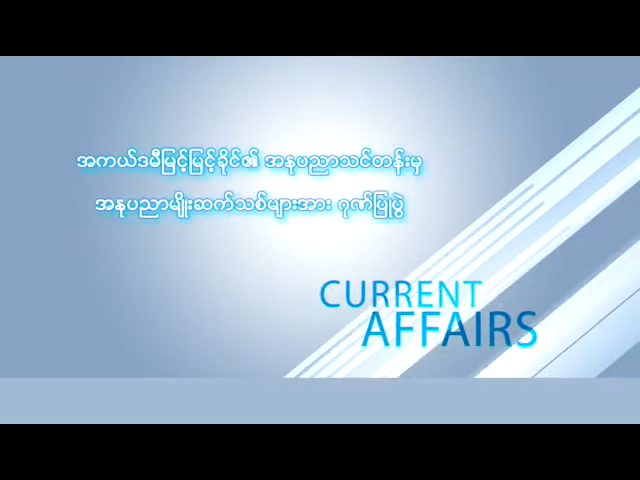 အကယ်ဒမီမြင့်မြင့်ခိုင်၏ အနုပညာသင်တန်းမှ
အနုပညာမျိုးဆက်သစ်များအား ဂုဏ်ပြုပွဲ
CURRENT
AFFAIRS